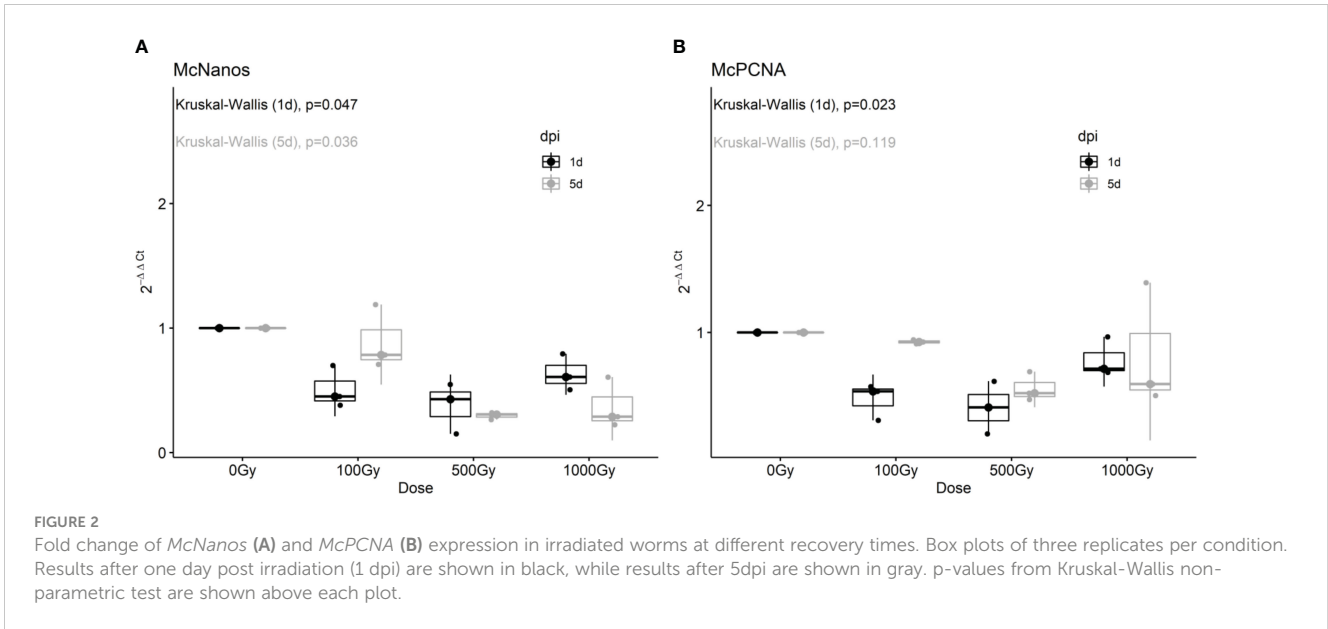 A
McNanos
Kruskal-Wallis (1d), p=0.047
Kruskal-Wallis (5d), p=0.036
dpi
1d
5d
2
1
0
2^-Δ Δ Ct
0Gy 100Gy 500Gy 1000Gy
Dose
B
McPCNA
Kruskal-Wallis (1d), p=0.023
Kruskal-Wallis (5d), p=0.119
dpi
1d
5d
2
1
2^-Δ Δ Ct
0Gy 100Gy 500Gy 1000Gy
Dose
FIGURE 2
Fold change of McNanos (A) and McPCNA (B) expression in irradiated worms at different recovery times. Box plots of three replicates per condition.
Results after one day post irradiation (1 dpi) are shown in black, while results after 5dpi are shown in gray. p-values from Kruskal-Wallis non-
parametric test are shown above each plot.